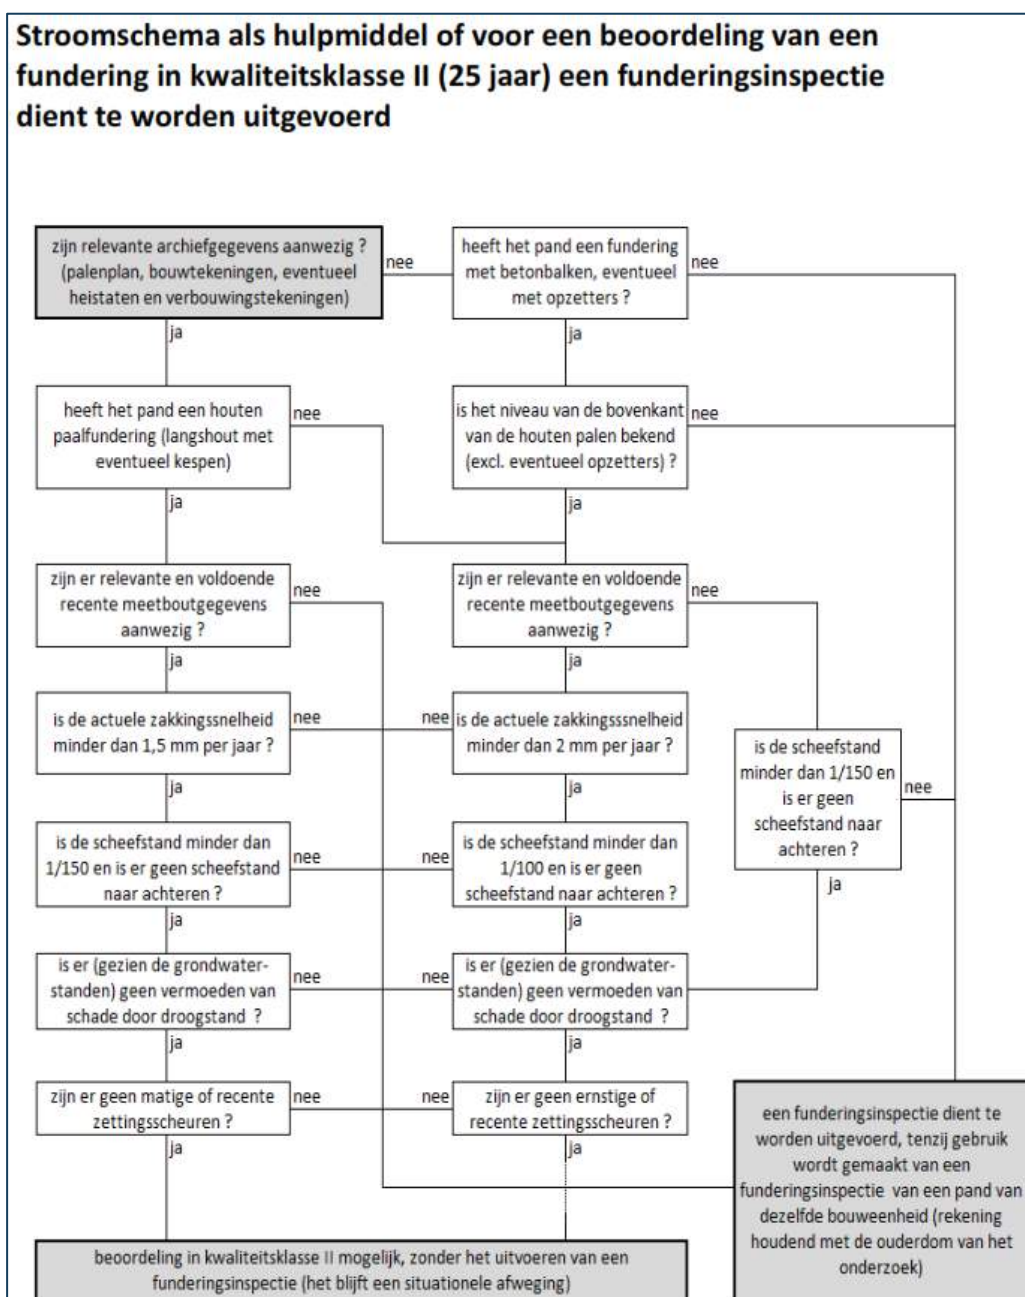 Stroomschema als hulpmiddel of voor een beoordeling van een
fundering in kwaliteitsklasse II (25 jaar) een funderingsinspectie
dient te worden uitgevoerd
zijn relevante archiefgegevens aanwezig ?
(palenplan, bouwtekeningen, eventueel
heistaten en verbouwingstekeningen)
nee
heeft het pand een fundering
met betonbalken, eventueel
met opzetters ?
nee
ja
ja
heeft het pand een houten
paalfundering (langshout met
eventueel kespen)
nee
is het niveau van de bovenkant
van de houten palen bekend
(excl. eventueel opzetters) ?
nee
ja
ja
zijn er relevante en voldoende
recente meetboutgegevens
aanwezig ?
nee
zijn er relevante en voldoende
recente meetboutgegevens
aanwezig ?
nee
ja
ja
is de actuele zakkingssnelheid
minder dan 1,5 mm per jaar ?
nee
nee
is de actuele zakkingsssnelheid
minder dan 2 mm per jaar ?
is de scheefstand
minder dan 1/150 en
is er geen
scheefstand naar
achteren ?
nee
ja
ja
ja
is de scheefstand minder dan
1/150 en is er geen scheefstand
naar achteren ?
nee
nee
is de scheefstand minder dan
1/100 en is er geen
scheefstand naar achteren ?
ja
ja
is er (gezien de grondwater-
standen) geen vermoeden van
schade door droogstand ?
nee
nee
is er (gezien de grondwater-
standen) geen vermoeden van
schade door droogstand ?
ja
ja
zijn er geen matige of recente
zettingsscheuren ?
nee
nee
zijn er geen ernstige of
recente zettingsscheuren ?
ja
ja
een funderingsinspectie dient te
worden uitgevoerd, tenzij gebruik
wordt gemaakt van een
funderingsinspectie van een pand van
dezelfde bouweenheid (rekening
houdend met de ouderdom van het
onderzoek)
beoordeling in kwaliteitsklasse II mogelijk, zonder het uitvoeren van een
funderingsinspectie (het blijft een situationele afweging)